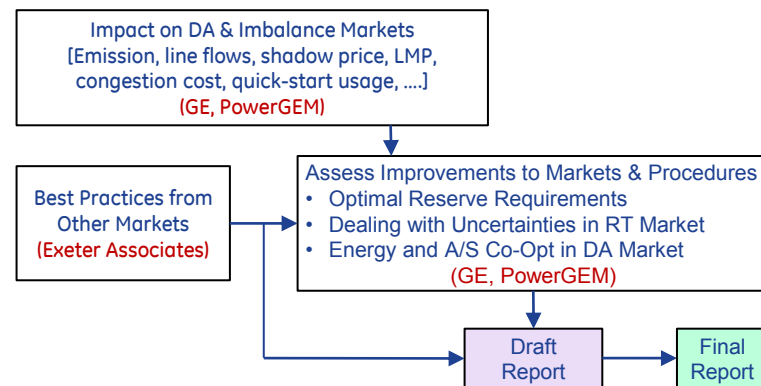 Impact on DA & Imbalance Markets
[Emission, line flows, shadow price, LMP,
congestion cost, quick-start usage, ....]
(GE, PowerGEM)
Best Practices from
Other Markets
(Exeter Associates)
Assess Improvements to Markets & Procedures
• Optimal Reserve Requirements
• Dealing with Uncertainties in RT Market
• Energy and A/S Co-Opt in DA Market
(GE, PowerGEM)
Draft
Report
Final
Report